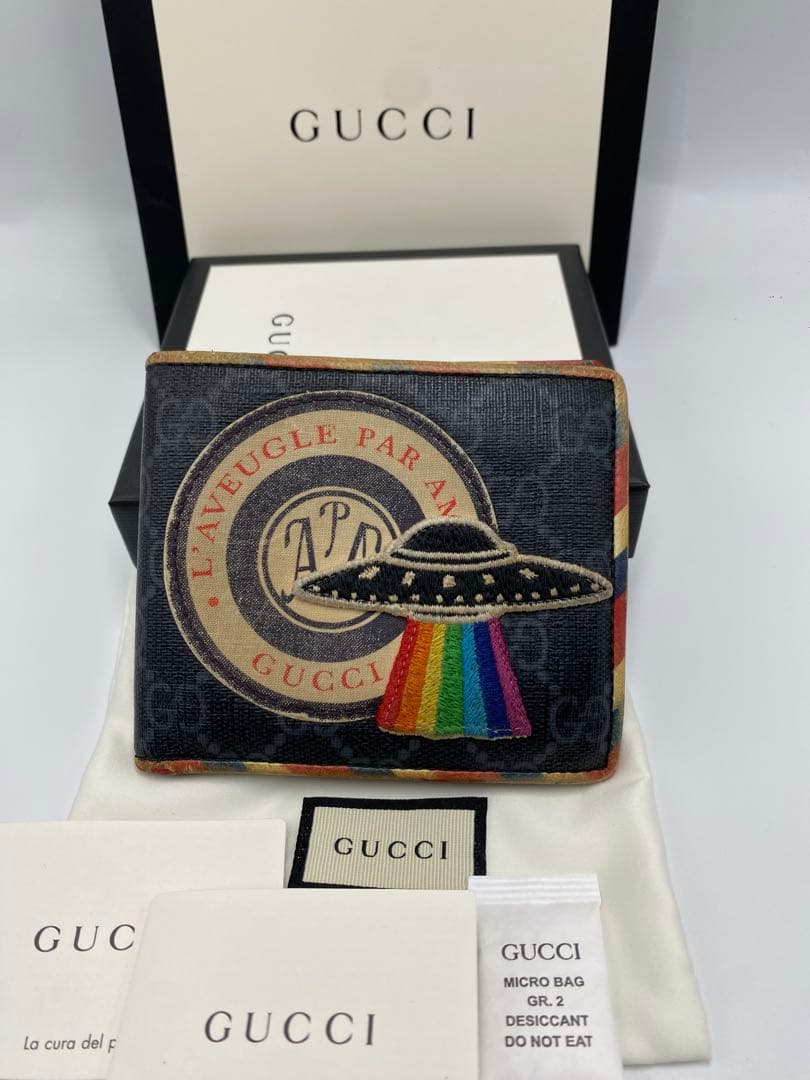 GUCCI
GUC
L'AVEUGLE PAR AM
APA
GUCCI
GUCCI
GUC
La cura del p
GUCCI
GUCCI
MICRO BAG
GR. 2
DESICCANT
DO NOT EAT